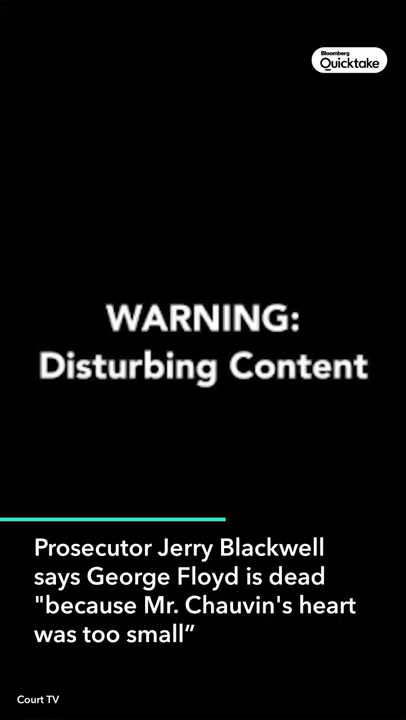 Bloomberg
Quicktake
WARNING:
Disturbing Content
Prosecutor Jerry Blackwell
says George Floyd is dead
"because Mr. Chauvin's heart
was too small”
Court TV